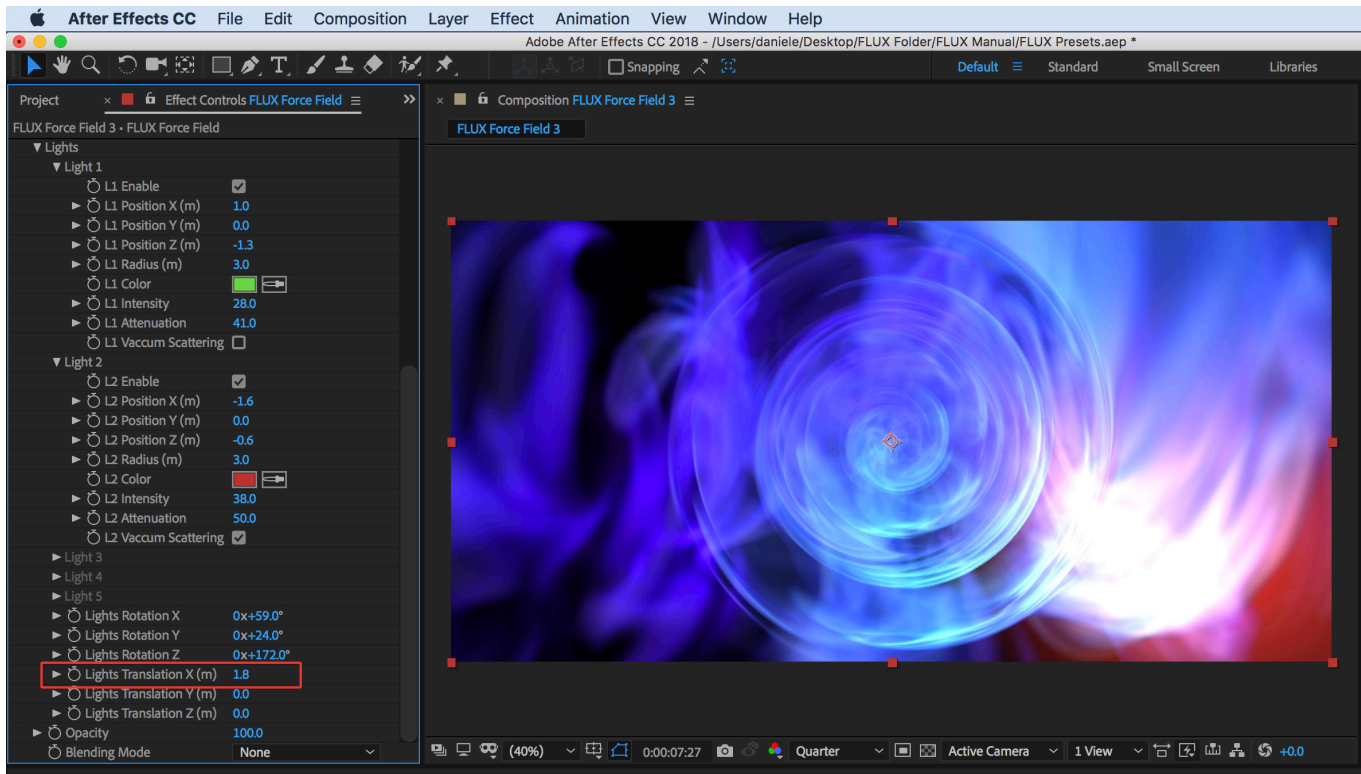 After Effects CC File Edit Composition Layer Effect Animation View Window Help
Adobe After Effects CC 2018 - /Users/daniele/Desktop/FLUX Folder/FLUX Manual/FLUX Presets.aep *
Snapping Default Standard Small Screen Libraries
Project Effect Controls FLUX Force Field
FLUX Force Field 3 • FLUX Force Field
Lights
Light 1
L1 Enable
L1 Position X (m) 1.0
L1 Position Y (m) 0.0
L1 Position Z (m) -1.3
L1 Radius (m) 3.0
L1 Color
L1 Intensity 28.0
L1 Attenuation 41.0
L1 Vaccum Scattering
Light 2
L2 Enable
L2 Position X (m) -1.6
L2 Position Y (m) 0.0
L2 Position Z (m) -0.6
L2 Radius (m) 3.0
L2 Color
L2 Intensity 38.0
L2 Attenuation 50.0
L2 Vaccum Scattering
Light 3
Light 4
Light 5
Lights Rotation X 0x+59.0°
Lights Rotation Y 0x+24.0°
Lights Rotation Z 0x+172.0°
Lights Translation X (m) 1.8
Lights Translation Y (m) 0.0
Lights Translation Z (m) 0.0
Opacity 100.0
Blending Mode None
Composition FLUX Force Field 3
FLUX Force Field 3
(40%) 0:00:07:27 Quarter Active Camera 1 View +0.0